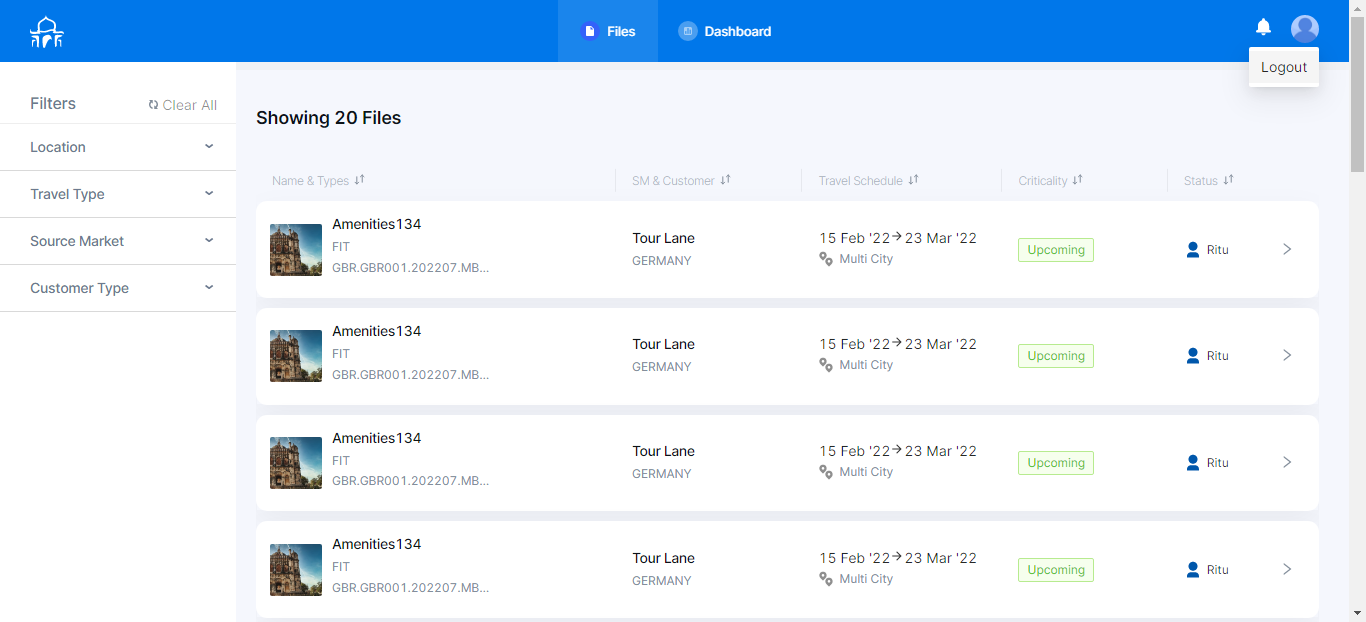 Files
Dashboard
Logout
Filters
Clear All
Location
Travel Type
Source Market
Customer Type
Showing 20 Files
Name & Types
SM & Customer
Travel Schedule
Criticality
Status
Amenities134
FIT
GBR.GBR001.202207.MB...
Tour Lane
GERMANY
15 Feb '22→23 Mar '22
Multi City
Upcoming
Ritu
Amenities134
FIT
GBR.GBR001.202207.MB...
Tour Lane
GERMANY
15 Feb '22→23 Mar '22
Multi City
Upcoming
Ritu
Amenities134
FIT
GBR.GBR001.202207.MB...
Tour Lane
GERMANY
15 Feb '22→23 Mar '22
Multi City
Upcoming
Ritu
Amenities134
FIT
GBR.GBR001.202207.MB...
Tour Lane
GERMANY
15 Feb '22→23 Mar '22
Multi City
Upcoming
Ritu